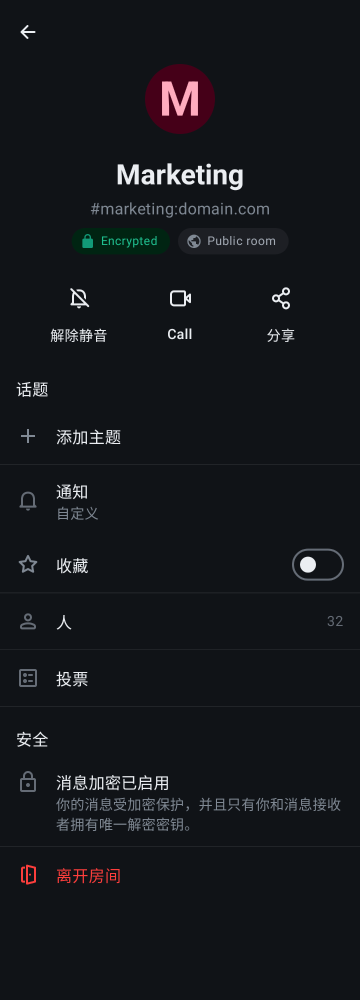 M
Marketing
#marketing:domain.com
Encrypted
Public room
解除静音
Call
分享
话题
添加主题
通知
自定义
收藏
人
32
投票
安全
消息加密已启用
你的消息受加密保护，并且只有你和消息接收
者拥有唯一解密密钥。
离开房间